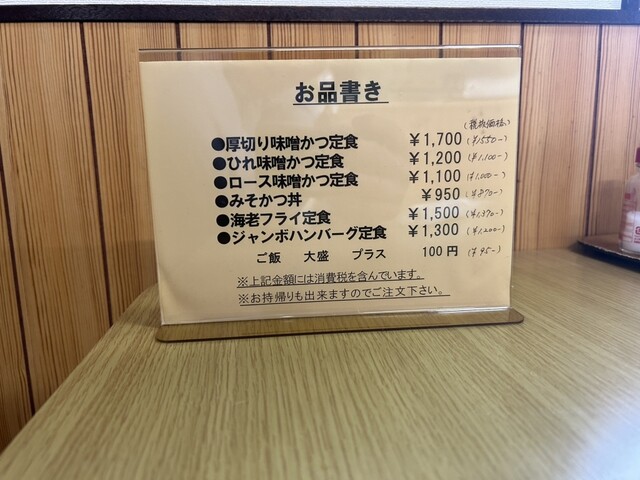 お品書き
(税抜価格)
●厚切り味噌かつ定食 ￥1,700 (¥1550-)
●ひれ味噌かつ定食 ￥1,200 (¥1,100-)
●ロース味噌かつ定食 ￥1,100 (¥1,000-)
●みそかつ丼 ￥950 (¥870-)
●海老フライ定食 ￥1,500 (¥1,370-)
●ジャンボハンバーグ定食 ￥1,300 (¥1,200-)
ご飯 大盛 プラス 100円 (¥95-)
※上記金額には消費税を含んでいます。
※お持帰りも出来ますのでご注文下さい。